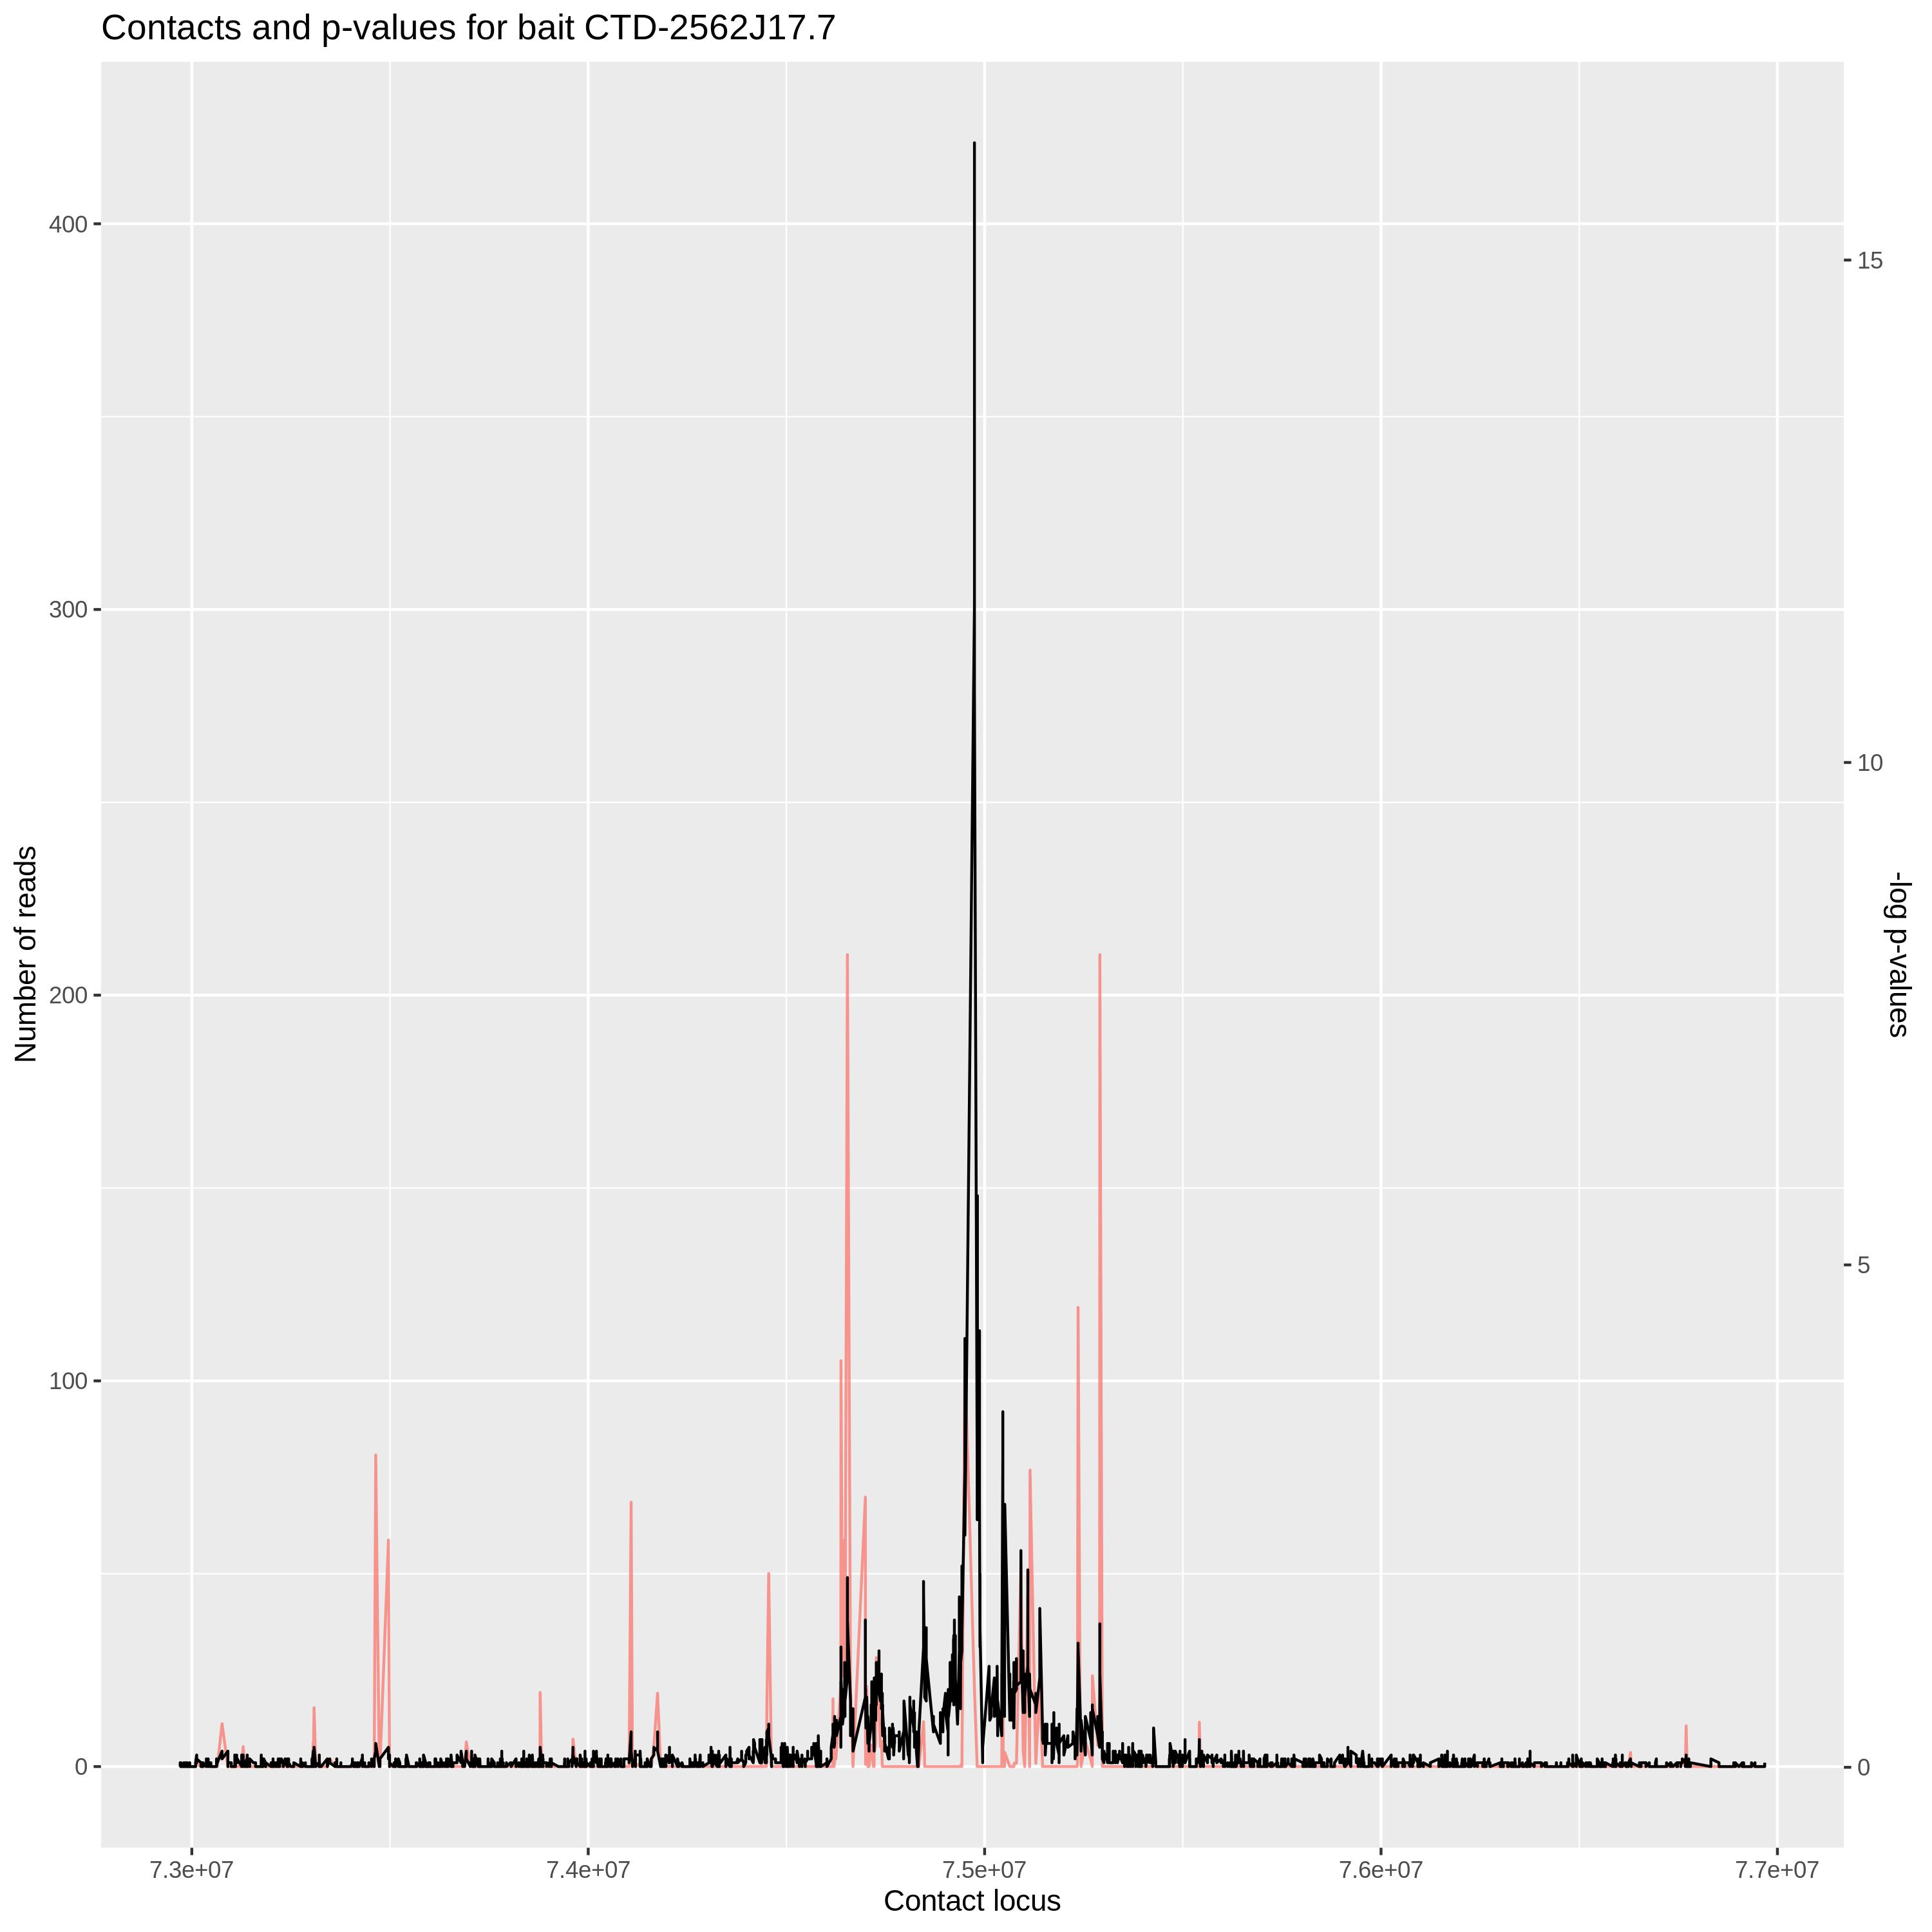 Contacts and p-values for bait CTD-2562J17.7
400
300
200
100
0
15
10
5
0
Number of reads
-log p-values
7.3e+07 7.4e+07 7.5e+07 7.6e+07 7.7e+07
Contact locus